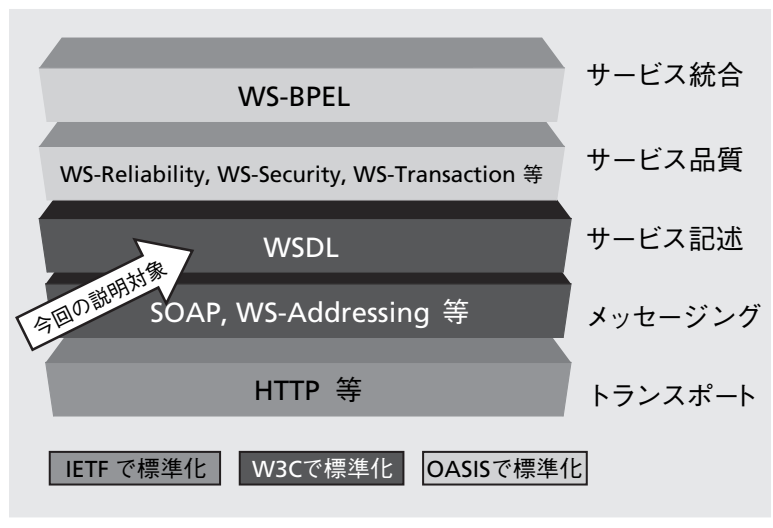 WS-BPEL
サービス統合
WS-Reliability, WS-Security, WS-Transaction 等
サービス品質
WSDL
サービス記述
今回の説明対象
SOAP, WS-Addressing 等
メッセージング
HTTP 等
トランスポート
IETF で標準化
W3Cで標準化
OASISで標準化